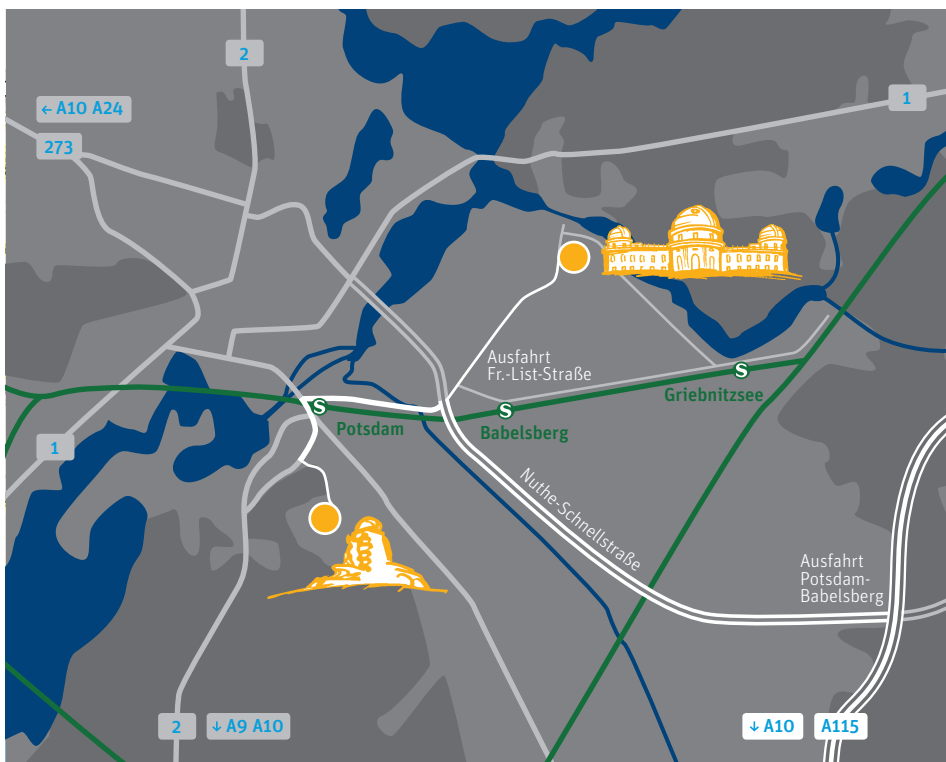 2
← A10 A24
1
273
Ausfahrt
Fr.-List-Straße
S
Griebnitzsee
S
Potsdam
S
Babelsberg
1
Nuthe-Schnellstraße
Ausfahrt
Potsdam-
Babelsberg
2
↓ A9 A10
↓ A10
A115